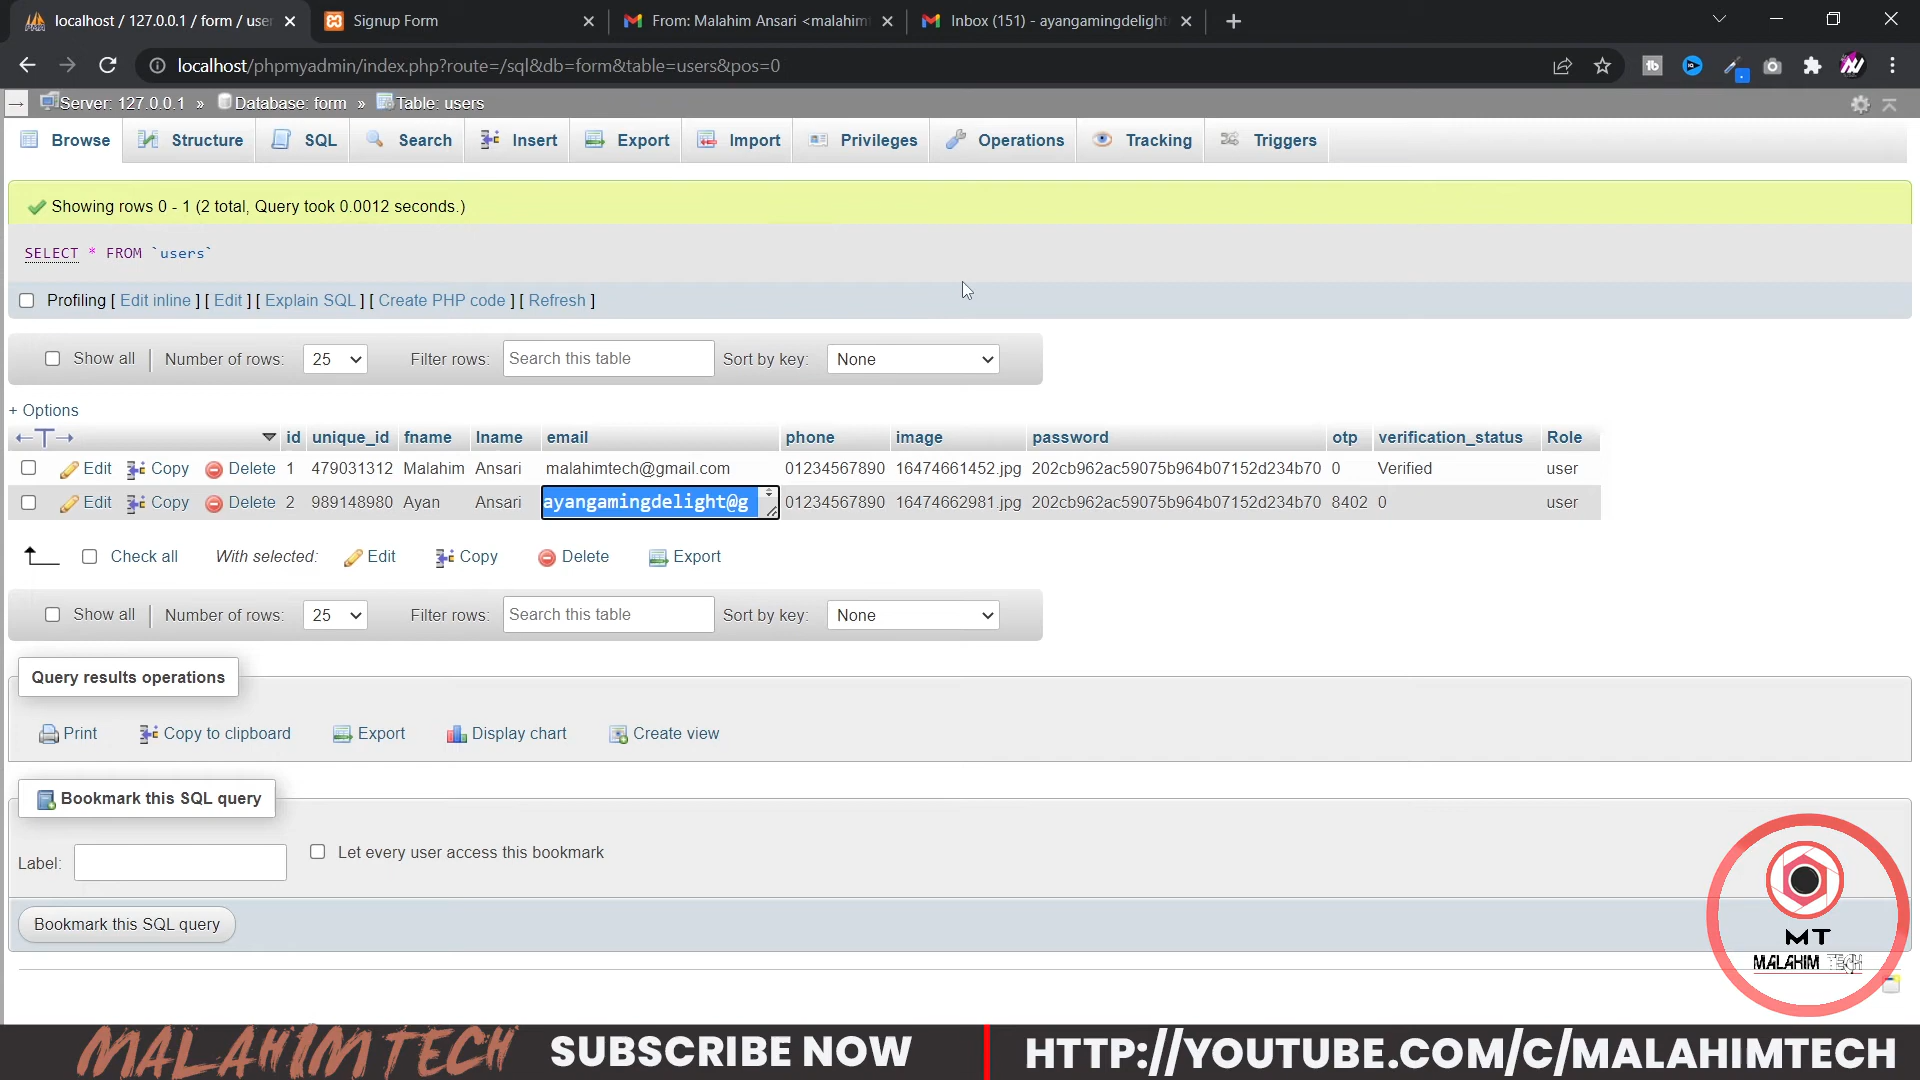 localhost / 127.0.0.1 / form / user
Signup Form
From: Malahim Ansari <malahimt
Inbox (151) - ayangamingdelight
localhost/phpmyadmin/index.php?route=/sql&db=form&table=users&pos=0
Server: 127.0.0.1 » Database: form » Table: users
Browse Structure SQL Search Insert Export Import Privileges Operations Tracking Triggers
Showing rows 0 - 1 (2 total, Query took 0.0012 seconds.)
SELECT * FROM `users`
Profiling [ Edit inline ] [ Edit ] [ Explain SQL ] [ Create PHP code ] [ Refresh ]
Show all Number of rows: 25 Filter rows: Search this table Sort by key: None
+ Options
id unique_id fname lname email phone image password otp verification_status Role
Edit Copy Delete 1 479031312 Malahim Ansari malahimtech@gmail.com 01234567890 16474661452.jpg 202cb962ac59075b964b07152d234b70 0 Verified user
Edit Copy Delete 2 989148980 Ayan Ansari ayangamingdelight@g 01234567890 16474662981.jpg 202cb962ac59075b964b07152d234b70 8402 0 user
Check all With selected: Edit Copy Delete Export
Show all Number of rows: 25 Filter rows: Search this table Sort by key: None
Query results operations
Print Copy to clipboard Export Display chart Create view
Bookmark this SQL query
Label: Let every user access this bookmark
Bookmark this SQL query
MT
MALAHIM TECH
MALAHIM TECH SUBSCRIBE NOW HTTP://YOUTUBE.COM/C/MALAHIMTECH